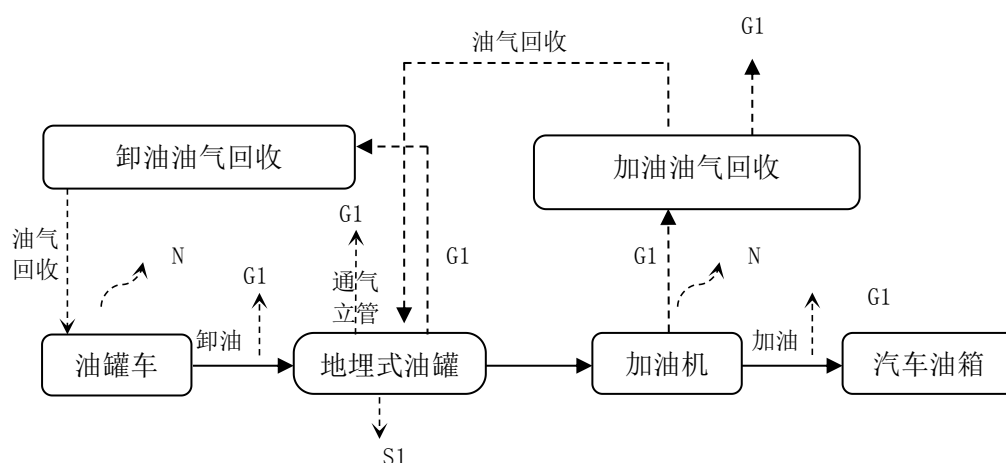 G1
油气回收
卸油油气回收
加油油气回收
G1
油气
回收
N
G1
通气
立管
G1
G1
N
G1
卸油
加油
油罐车
地埋式油罐
加油机
汽车油箱
S1